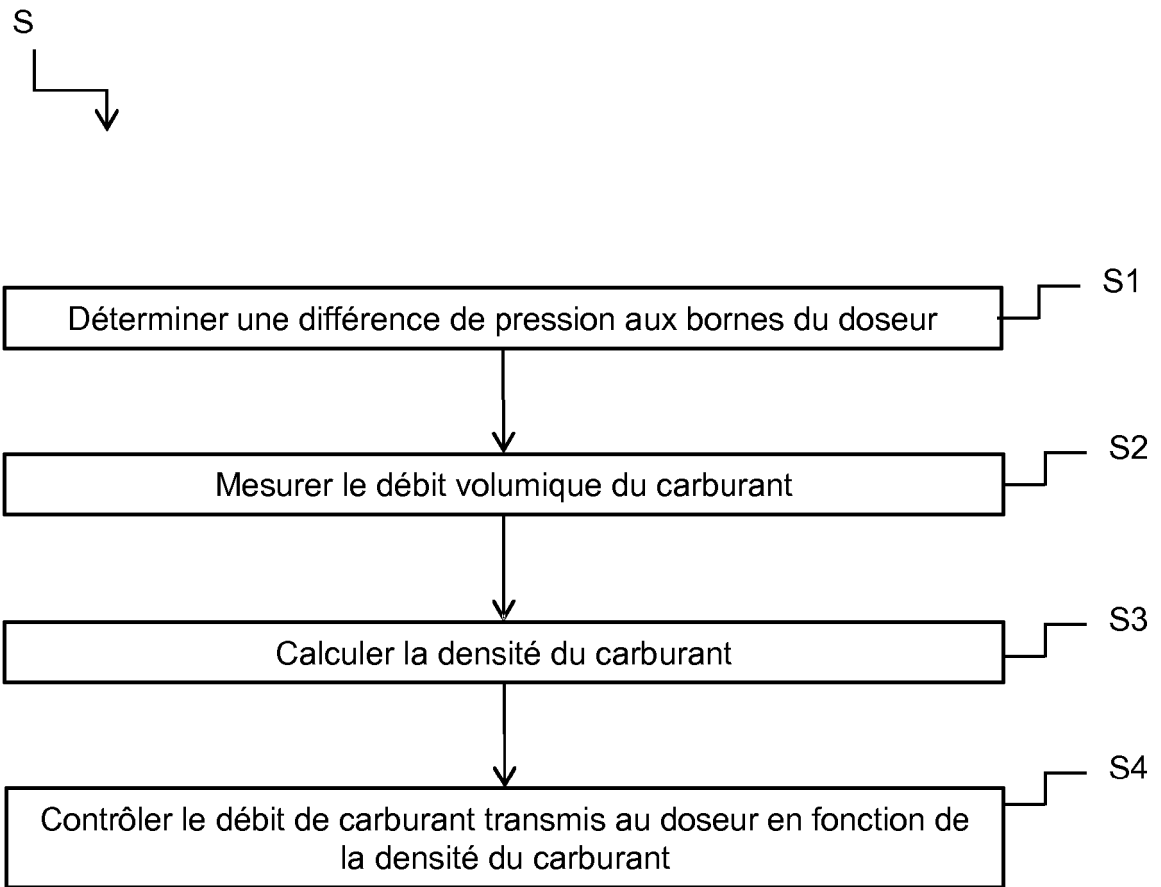 S
S1
Déterminer une différence de pression aux bornes du doseur
S2
Mesurer le débit volumique du carburant
S3
Calculer la densité du carburant
S4
Contrôler le débit de carburant transmis au doseur en fonction de
la densité du carburant